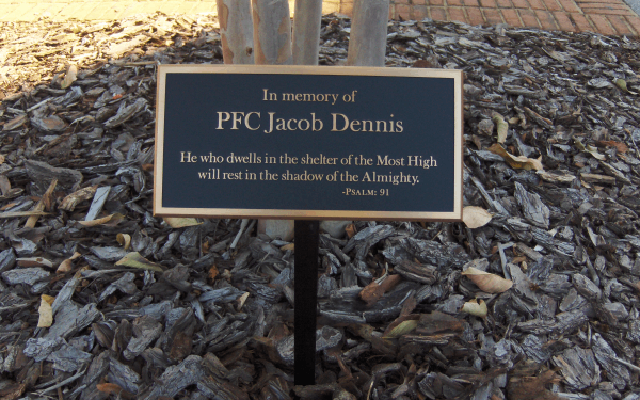 In memory of
PFC Jacob Dennis
He who dwells in the shelter of the Most High
will rest in the shadow of the Almighty.
-Psalm: 91